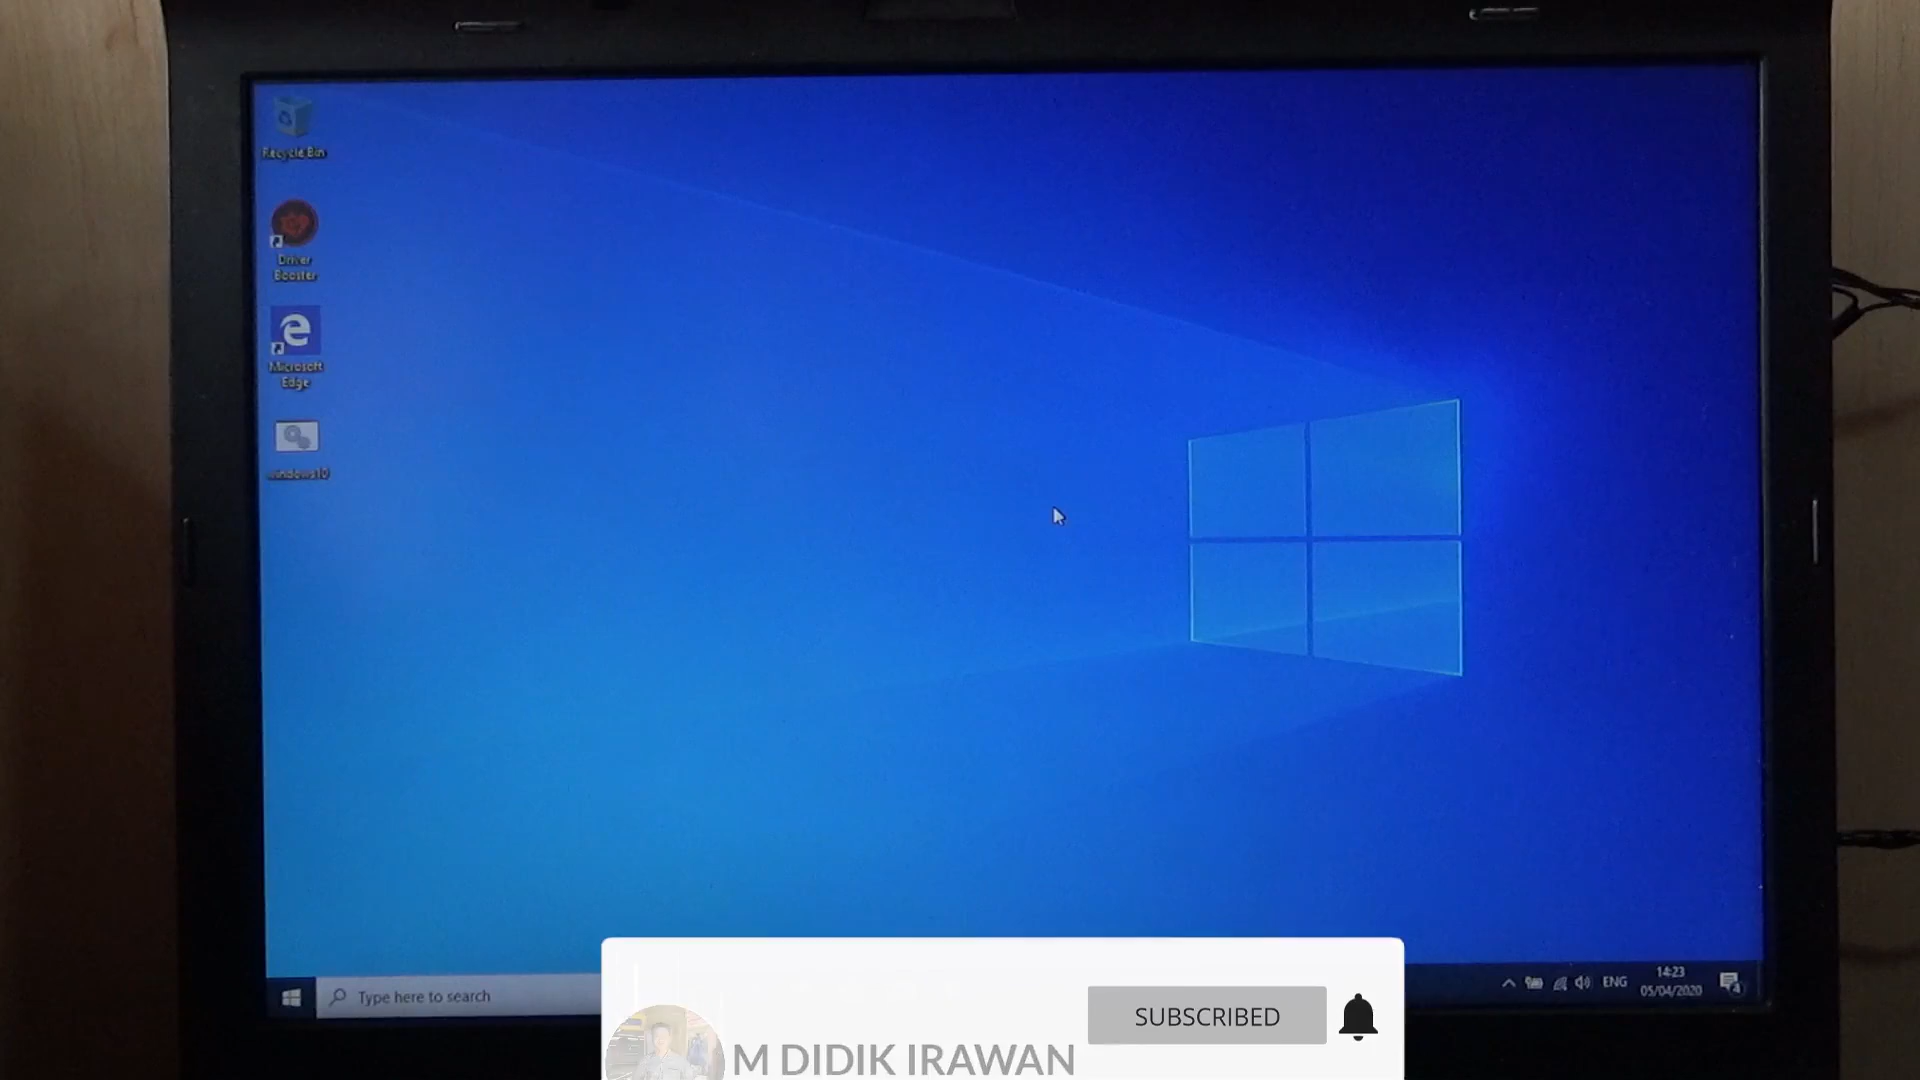 Recycle Bin
Driver
Booster
Microsoft
Edge
windows10
Type here to search
ENG
14:23
05/04/2020
4
SUBSCRIBED
M DIDIK IRAWAN